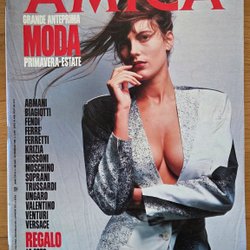 AMICA
GRANDE ANTEPRIMA
MODA
PRIMAVERA-ESTATE
ARMANI
BIAGIOTTI
FENDI
FERRE'
FERRETTI
KRIZIA
MISSONI
MOSCHINO
SOPRANI
TRUSSARDI
UNGARO
VALENTINO
VENTURI
VERSACE
REGALO